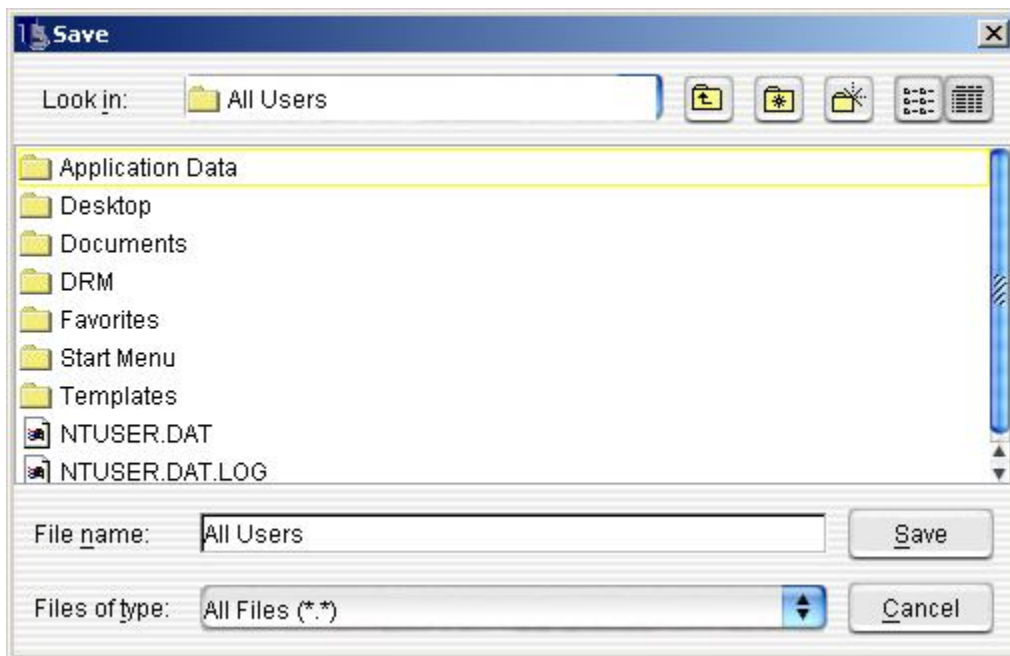 Save
Look in: All Users
Application Data
Desktop
Documents
DRM
Favorites
Start Menu
Templates
NTUSER.DAT
NTUSER.DAT.LOG
File name: All Users Save
Files of type: All Files (*.*) Cancel